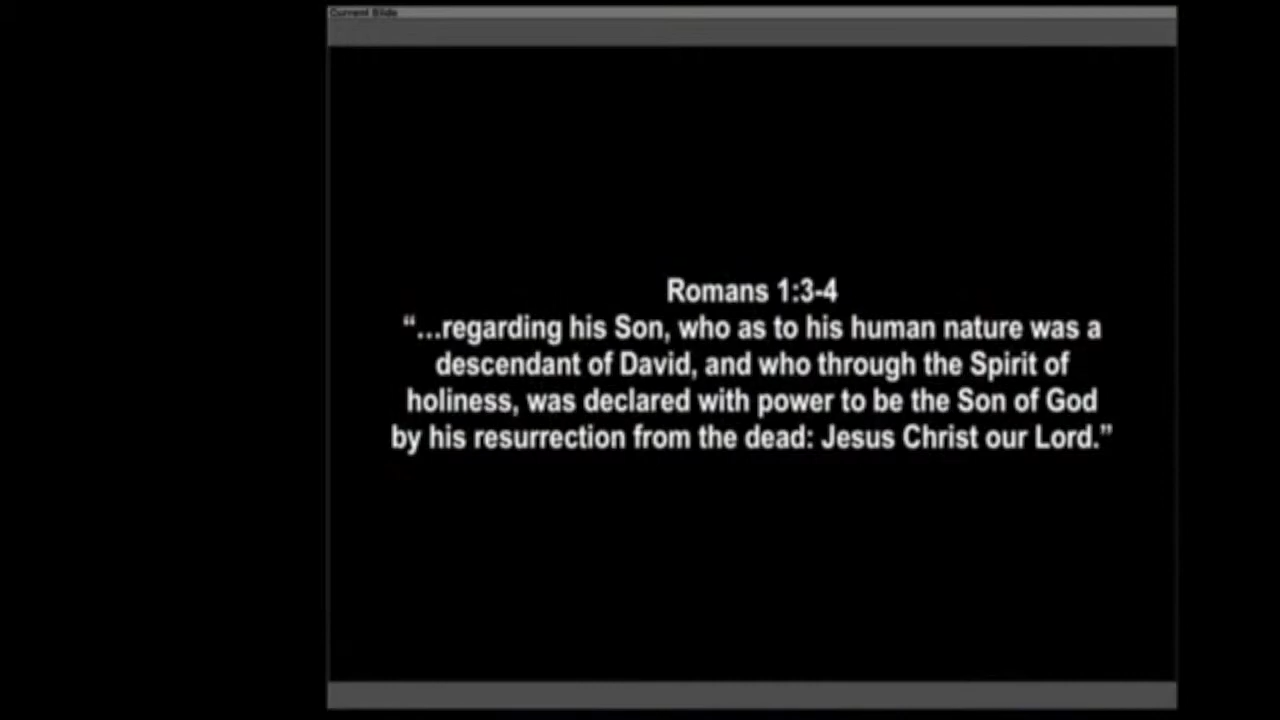 Current Slide
Romans 1:3-4
“...regarding his Son, who as to his human nature was a
descendant of David, and who through the Spirit of
holiness, was declared with power to be the Son of God
by his resurrection from the dead: Jesus Christ our Lord.”